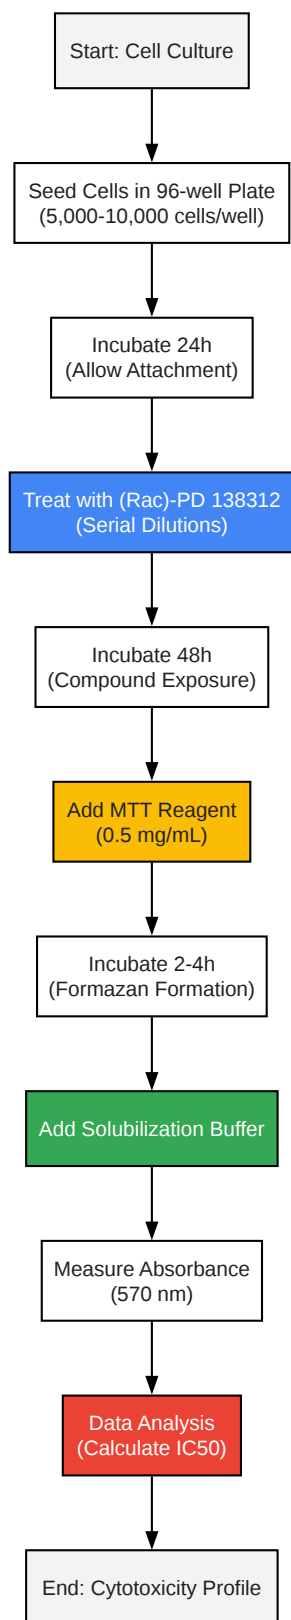 Start: Cell Culture
Seed Cells in 96-well Plate
(5,000-10,000 cells/well)
Incubate 24h
(Allow Attachment)
Treat with (Rac)-PD 138312
(Serial Dilutions)
Incubate 48h
(Compound Exposure)
Add MTT Reagent
(0.5 mg/mL)
Incubate 2-4h
(Formazan Formation)
Add Solubilization Buffer
Measure Absorbance
(570 nm)
Data Analysis
(Calculate IC50)
End: Cytotoxicity Profile